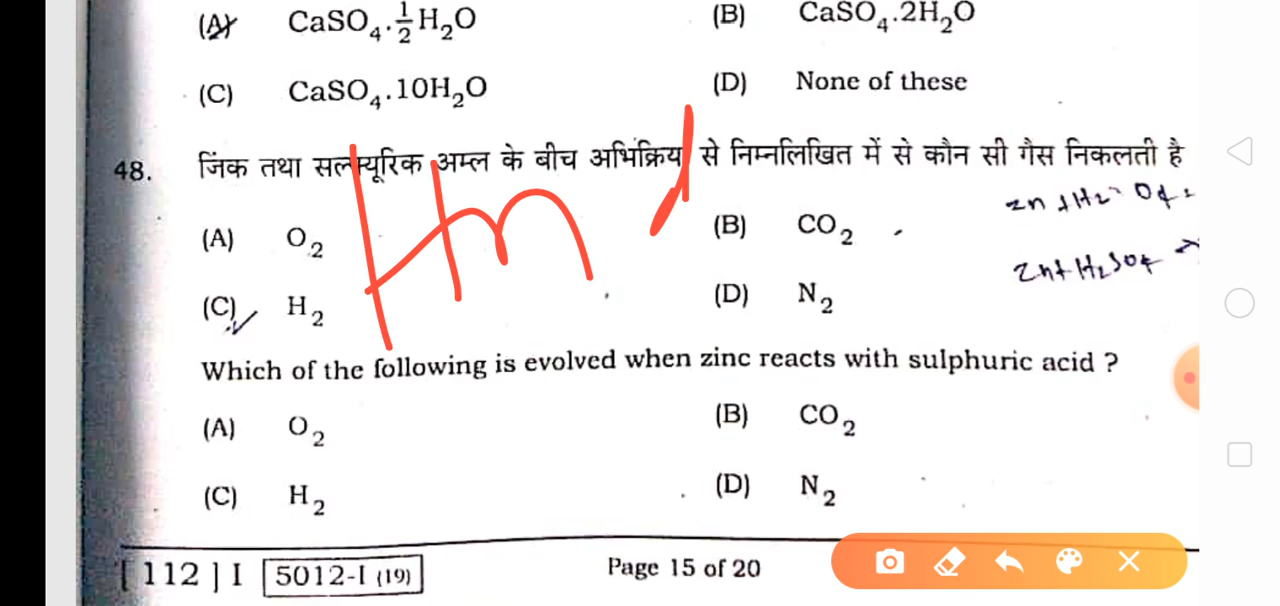 (A) CaSO₄.½H₂O (B) CaSO₄.2H₂O
(C) CaSO₄.10H₂O (D) None of these
48. जिंक तथा सल्फ्यूरिक अम्ल के बीच अभिक्रिया से निम्नलिखित में से कौन सी गैस निकलती है
(A) O₂ (B) CO₂
(C) H₂ (D) N₂
Zn + H₂SO₄
Which of the following is evolved when zinc reacts with sulphuric acid ?
(A) O₂ (B) CO₂
(C) H₂ (D) N₂
[ 112 ] I 5012-I (19) Page 15 of 20